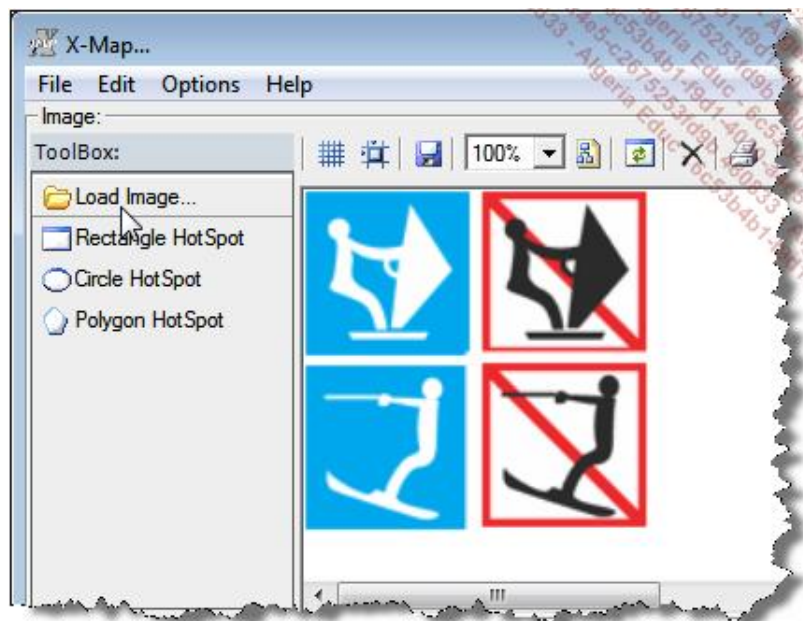 X-Map...
File Edit Options Help
Image:
ToolBox:
100%
Load Image...
Rectangle HotSpot
Circle HotSpot
Polygon HotSpot